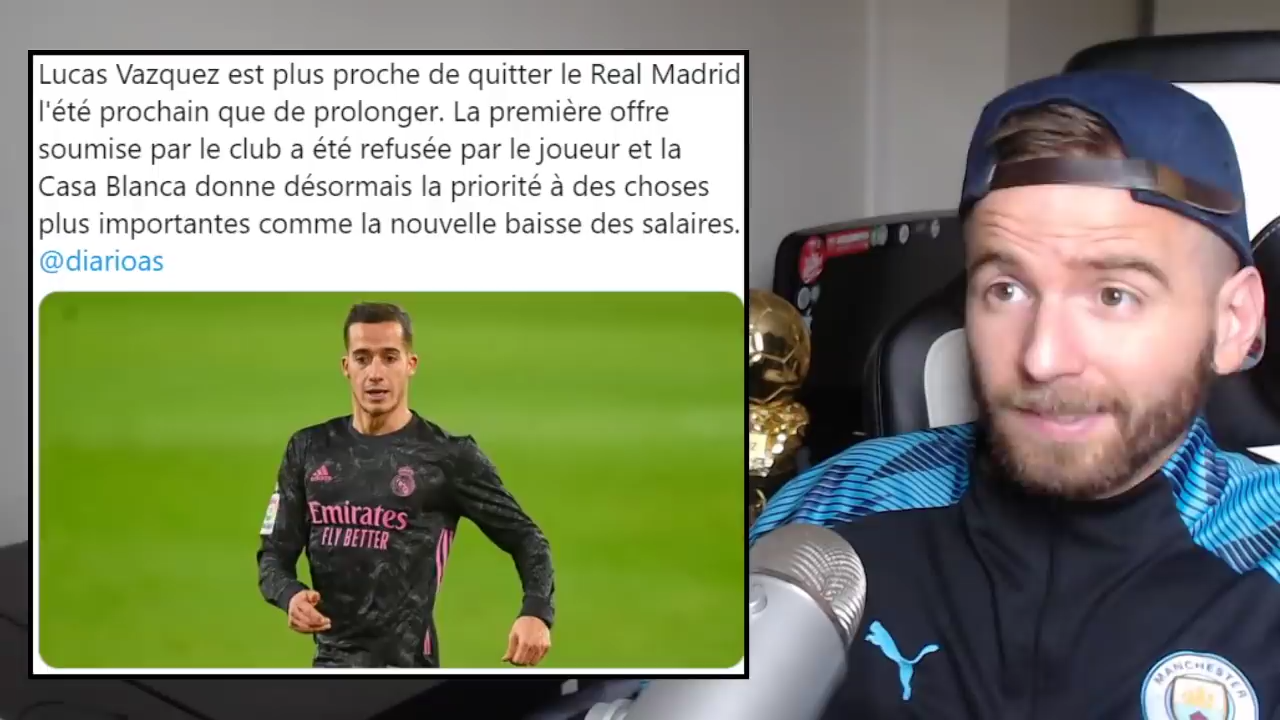 Lucas Vazquez est plus proche de quitter le Real Madrid
l'été prochain que de prolonger. La première offre
soumise par le club a été refusée par le joueur et la
Casa Blanca donne désormais la priorité à des choses
plus importantes comme la nouvelle baisse des salaires.
@diarioas
adidas
Emirates
FLY BETTER
MANCHESTER